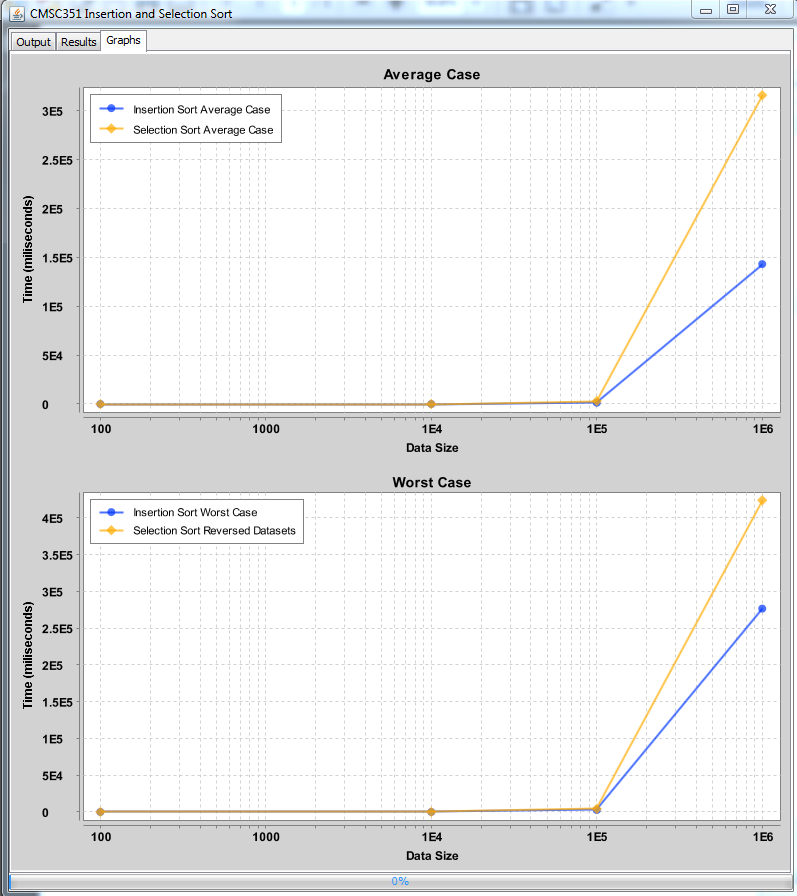 CMSC351 Insertion and Selection Sort
Output Results Graphs
Average Case
Insertion Sort Average Case
Selection Sort Average Case
3E5
2.5E5
2E5
1.5E5
1E5
5E4
0
Time (miliseconds)
100 1000 1E4 1E5 1E6
Data Size
Worst Case
Insertion Sort Worst Case
Selection Sort Reversed Datasets
4E5
3.5E5
3E5
2.5E5
2E5
1.5E5
1E5
5E4
0
Time (miliseconds)
100 1000 1E4 1E5 1E6
Data Size
0%